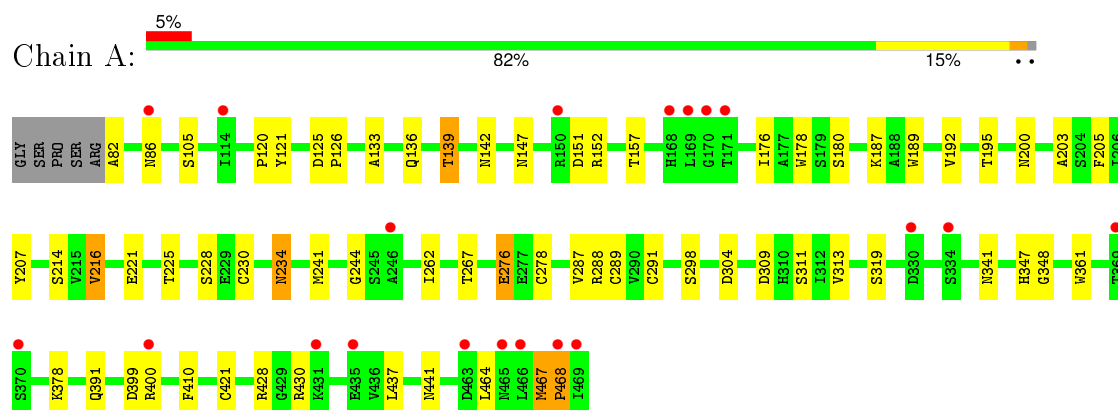 5%
Chain A:
82% 15% • •
GLY SER PRO SER ARG A82 N86 S105 I114 P120 Y121 D125 P126 A133 Q136 T139 N142 N147 R150 D151 R152 T157 H168 L169 G170 T171 I176 A177 W178 S179 S180 K187 A188 W189 V192 T195 N200 A203 S204 F205 I206
Y207 S214 V215 V216 E221 T225 S228 E229 C230 N234 M241 G244 S245 A246 I262 T267 E276 E277 C278 V287 R288 C289 V290 C291 S298 D304 D309 H310 S311 I312 V313 S319 D330 S334 N341 H347 G348 W361 T369
S370 K378 Q391 D399 R400 F410 C421 R428 G429 R430 K431 E435 V436 L437 N441 D463 L464 N465 L466 M467 P468 I469